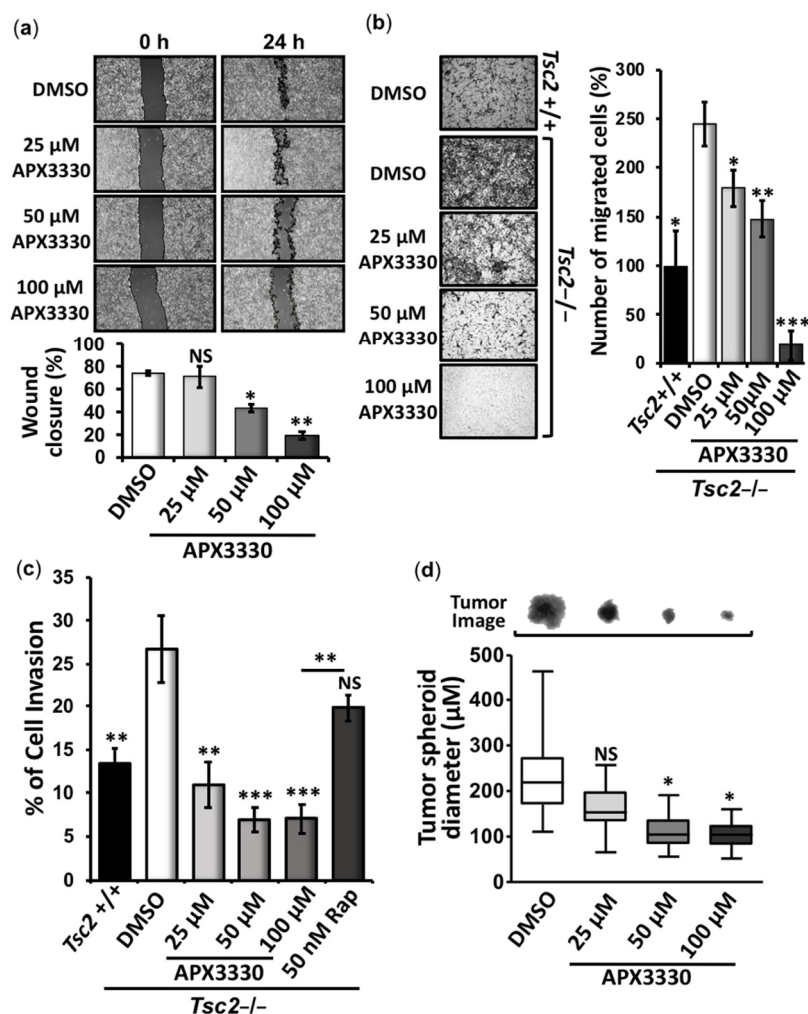 (a)
0 h 24 h
DMSO
25 µM
APX3330
50 µM
APX3330
100 µM
APX3330
Wound
closure (%)
100
80
60
40
20
0
NS
*
**
DMSO
25 µM
50 µM
100 µM
APX3330
(b)
DMSO
Tsc2 +/+
DMSO
25 µM
APX3330
50 µM
APX3330
100 µM
APX3330
Tsc2−/−
Number of migrated cells (%)
300
250
200
150
100
50
0
*
*
**
***
Tsc2+/+
DMSO
25 µM
50µM
100 µM
APX3330
Tsc2−/−
(c)
% of Cell Invasion
35
30
25
20
15
10
5
0
**
**
***
***
**
NS
Tsc2 +/+
DMSO
25 µM
50 µM
100 µM
50 nM Rap
APX3330
Tsc2−/−
(d)
Tumor
Image
Tumor spheroid
diameter (µM)
500
400
300
200
100
0
NS
*
*
DMSO
25 µM
50 µM
100 µM
APX3330